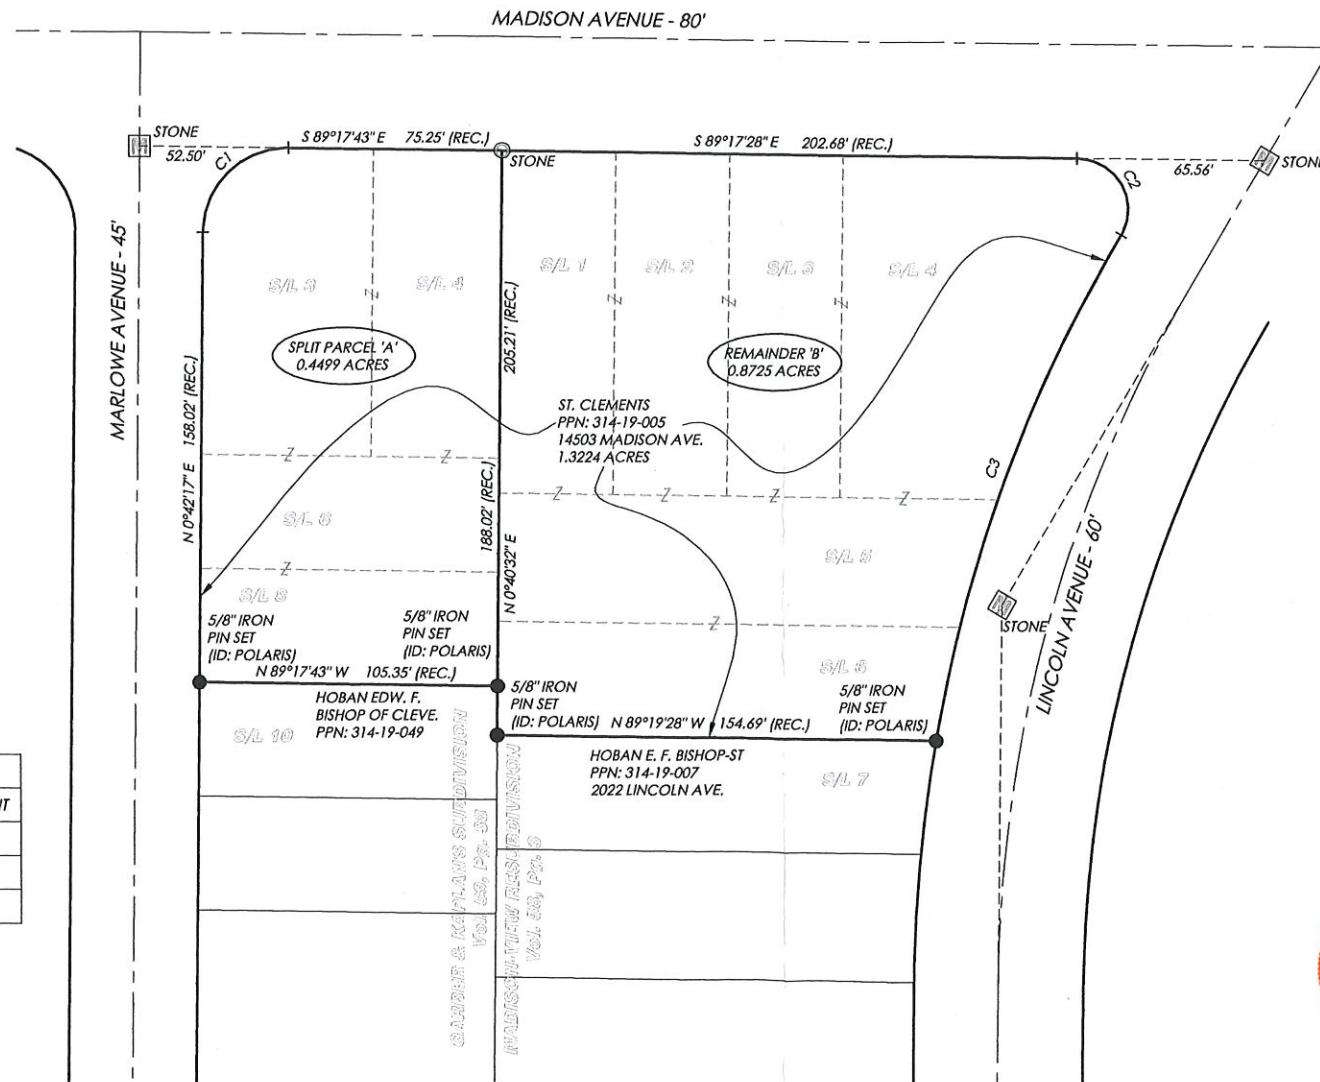 MADISON AVENUE - 80'
STONE
52.50'
C1
S 89°17'43" E 75.25' (REC.)
STONE
S 89°17'28" E 202.68' (REC.)
C2
65.56'
STONE
MARLOWE AVENUE - 45'
N 0°42'17" E 158.02' (REC.)
S/L 3
S/L 4
205.21' (REC.)
S/L 1
S/L 2
S/L 3
S/L 4
SPLIT PARCEL 'A'
0.4499 ACRES
REMAINDER 'B'
0.8725 ACRES
ST. CLEMENTS
PPN: 314-19-005
14503 MADISON AVE.
1.3224 ACRES
C3
188.02' (REC.)
N 0°40'32" E
S/L 6
S/L 5
S/L 8
LINCOLN AVENUE - 60'
STONE
5/8" IRON
PIN SET
(ID: POLARIS)
5/8" IRON
PIN SET
(ID: POLARIS)
N 89°17'43" W 105.35' (REC.)
S/L 6
5/8" IRON
PIN SET
(ID: POLARIS)
N 89°19'28" W 154.69' (REC.)
5/8" IRON
PIN SET
(ID: POLARIS)
HOBAN EDW. F.
BISHOP OF CLEVE.
PPN: 314-19-049
S/L 10
HOBAN E. F. BISHOP-ST
PPN: 314-19-007
2022 LINCOLN AVE.
S/L 7
GARBER & KAPLAN'S SUBDIVISION
MADISON-VIEW RESUBDIVISION